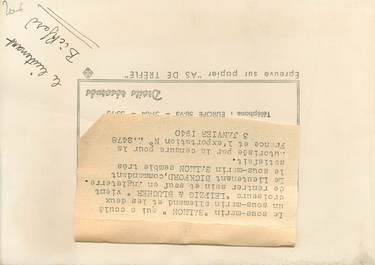 le lieutenant
Bickford
Epreuve sur papier "AS DE TREFLE"
Droits réservés
Téléphone : EUROPE
Le sous-marin " S/LMON " qui a coulé
un sous-marin allemand et les deux
croiseurs "LEIPZIG & BLUCHER " vient
de rentrer sain et sauf en Angleterre.
Le Lieutenant BICKFORD,commandant
le sous-marin S/LMON semble très
satisfait.
Autorisée par la censure pour la
France et l'exportation N° 8478
3 JANVIER 1940